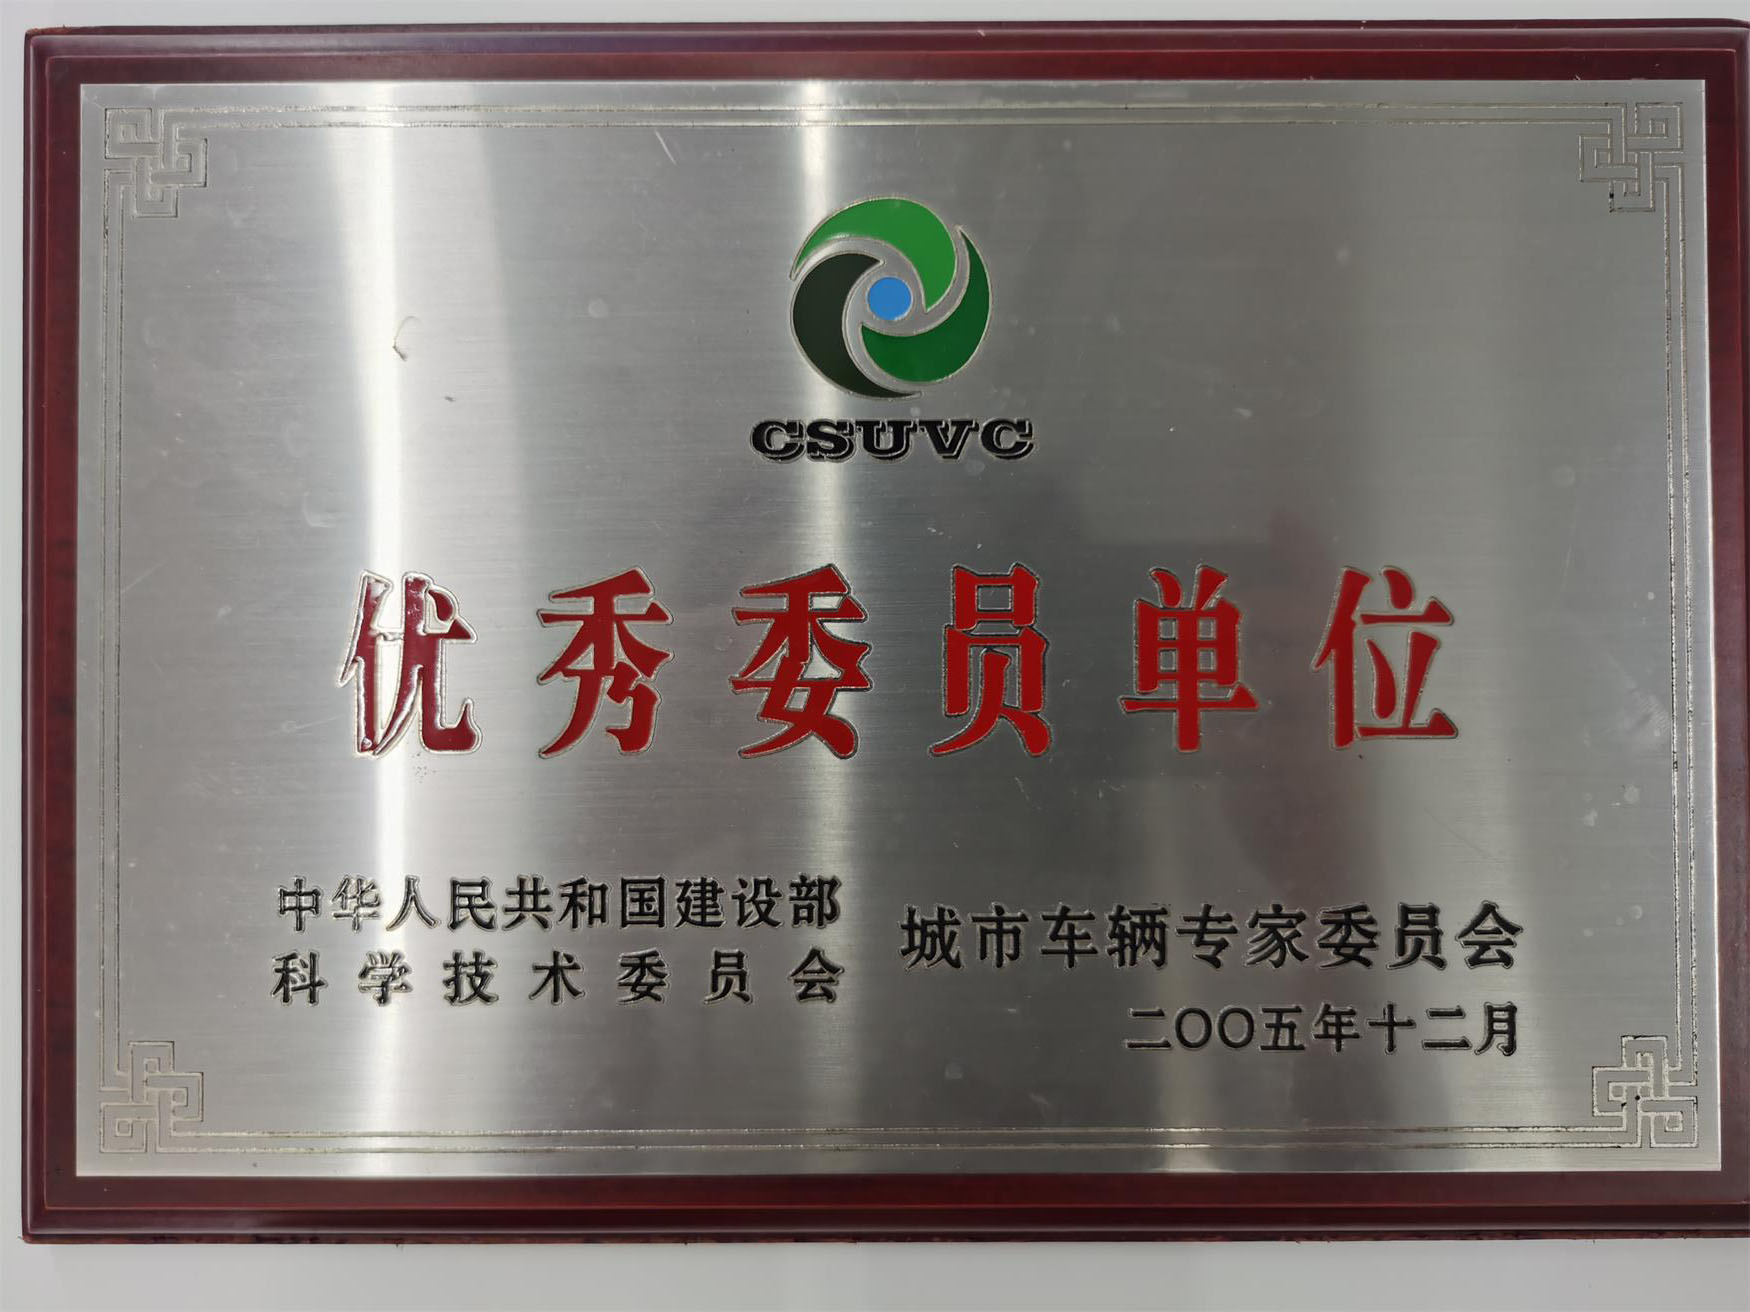 CSUVC
优秀委员单位
中华人民共和国建设部
科学技术委员会
城市车辆专家委员会
二〇〇五年十二月